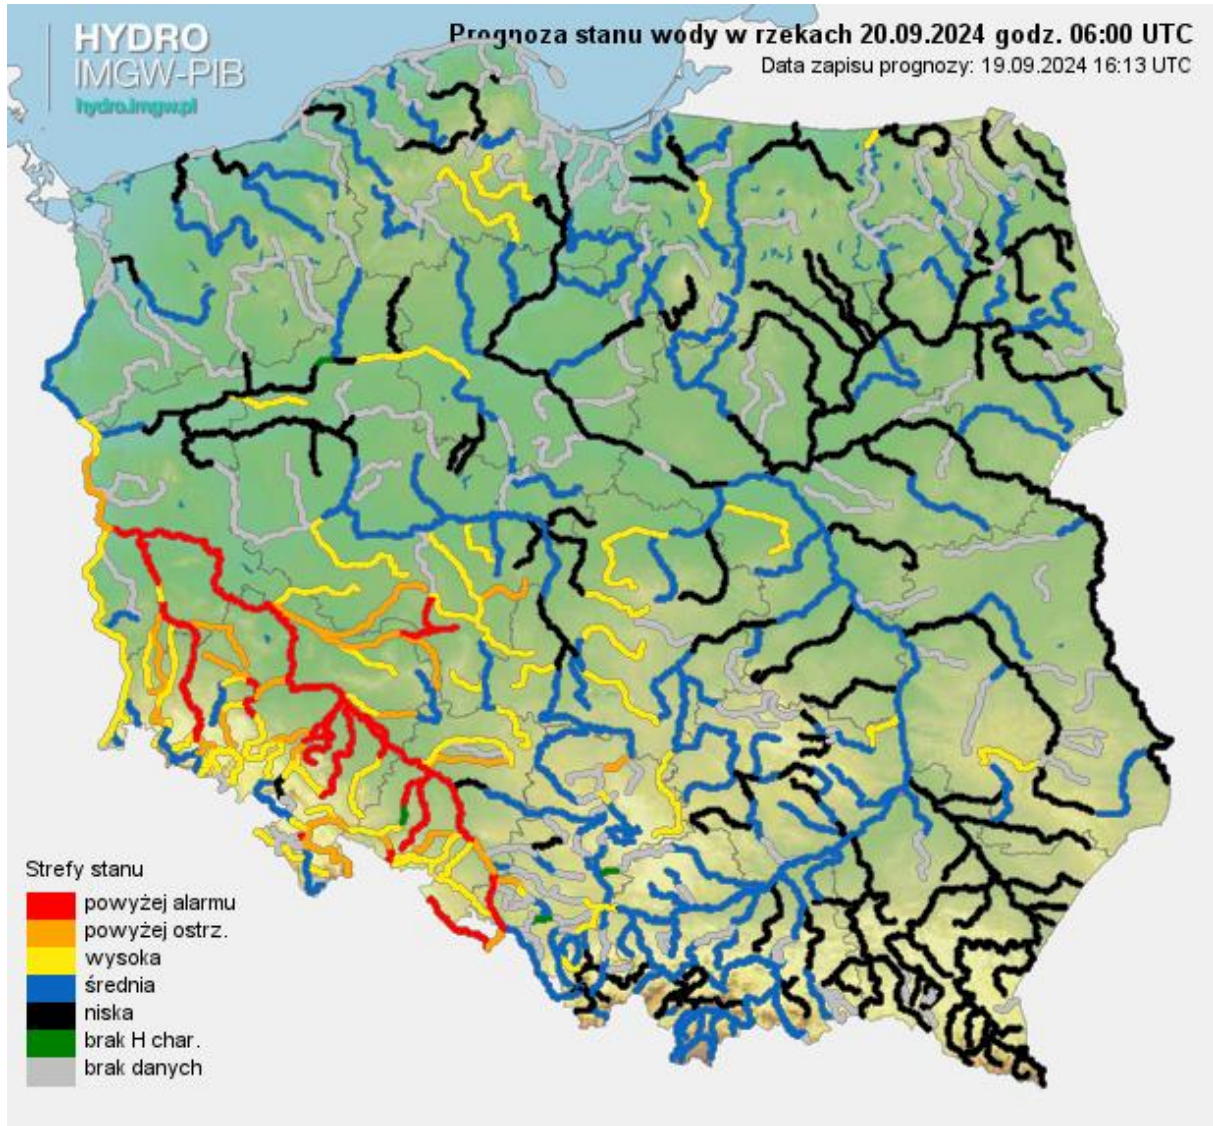 HYDRO
IMGW-PIB
hydro.imgw.pl
Prognoza stanu wody w rzekach 20.09.2024 godz. 06:00 UTC
Data zapisu prognozy: 19.09.2024 16:13 UTC
Strefy stanu
powyżej alarmu
powyżej ostrz.
wysoka
średnia
niska
brak H char.
brak danych